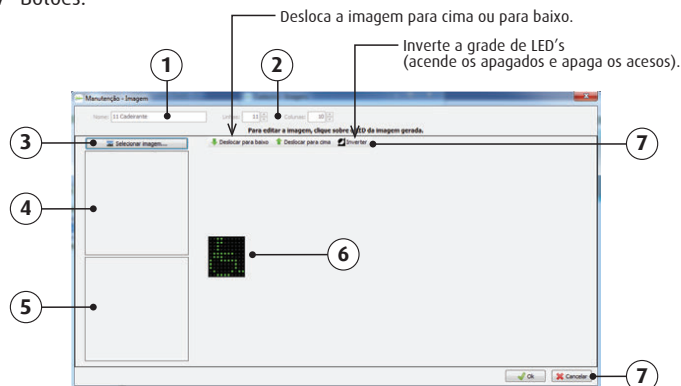 Botões.
Desloca a imagem para cima ou para baixo.
Inverte a grade de LED's
(acende os apagados e apaga os acesos).
1
2
Manutenção - Imagem
Nome: 11 Cadeirante
11
Colunas: 10
Para editar a imagem, clique sobre o LED da imagem gerada.
3
Selecionar imagem...
Deslocar para baixo
Deslocar para cima
Inverter
7
4
6
5
Ok
Cancelar
7